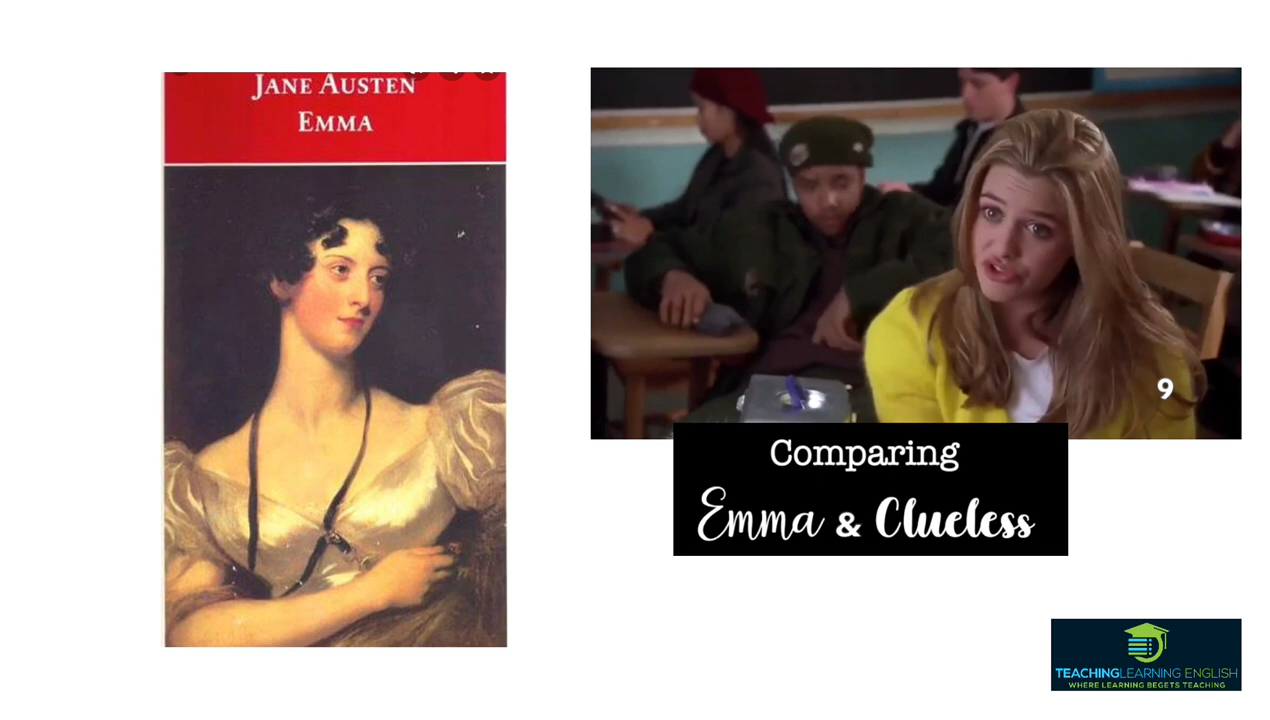 JANE AUSTEN
EMMA
9
Comparing
Emma & Clueless
TEACHINGLEARNING ENGLISH
WHERE LEARNING BEGETS TEACHING